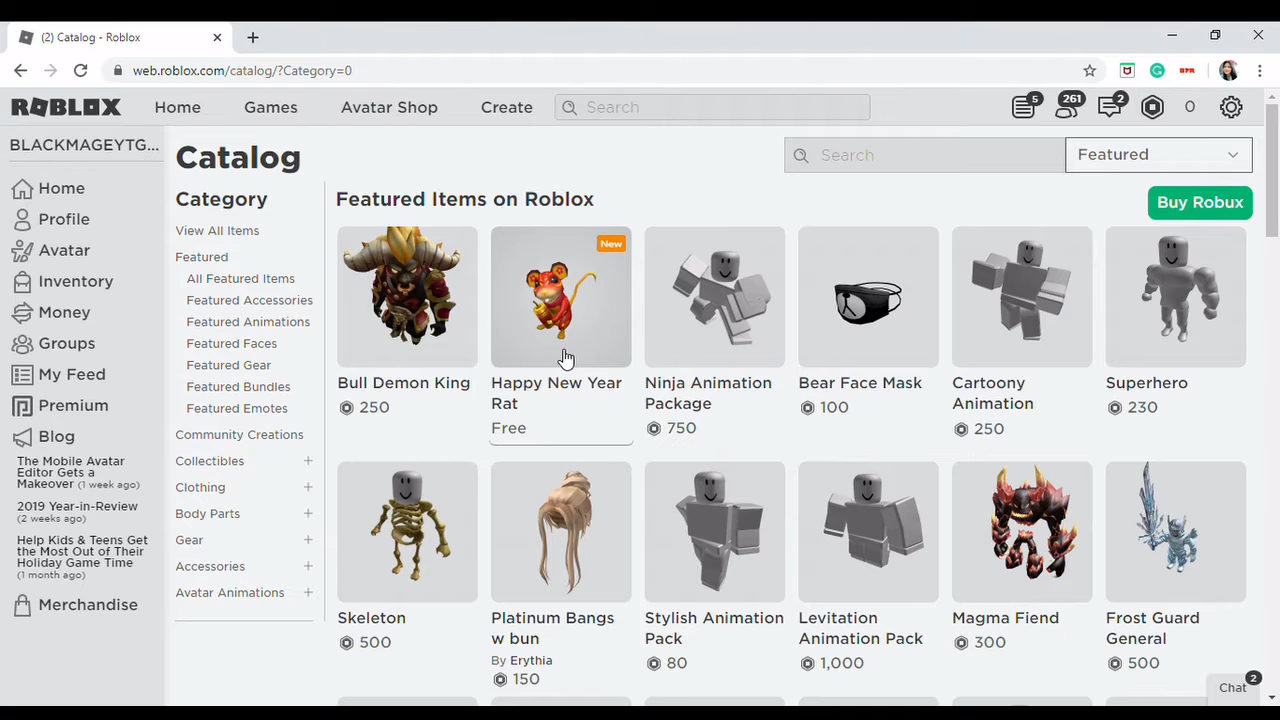 (2) Catalog - Roblox
web.roblox.com/catalog/?Category=0
ROBLOX Home Games Avatar Shop Create Search 5 261 2 0
BLACKMAGEYTG...
Home
Profile
Avatar
Inventory
Money
Groups
My Feed
Premium
Blog
The Mobile Avatar
Editor Gets a
Makeover (1 week ago)
2019 Year-in-Review
(2 weeks ago)
Help Kids & Teens Get
the Most Out of Their
Holiday Game Time
(1 month ago)
Merchandise
Catalog
Search Featured
Category
View All Items
Featured
All Featured Items
Featured Accessories
Featured Animations
Featured Faces
Featured Gear
Featured Bundles
Featured Emotes
Community Creations
Collectibles +
Clothing +
Body Parts +
Gear +
Accessories +
Avatar Animations +
Featured Items on Roblox
Buy Robux
Bull Demon King
250
New
Happy New Year
Rat
Free
Ninja Animation
Package
750
Bear Face Mask
100
Cartoony
Animation
250
Superhero
230
Skeleton
500
Platinum Bangs
w bun
By Erythia
150
Stylish Animation
Pack
80
Levitation
Animation Pack
1,000
Magma Fiend
300
Frost Guard
General
500
Chat 2